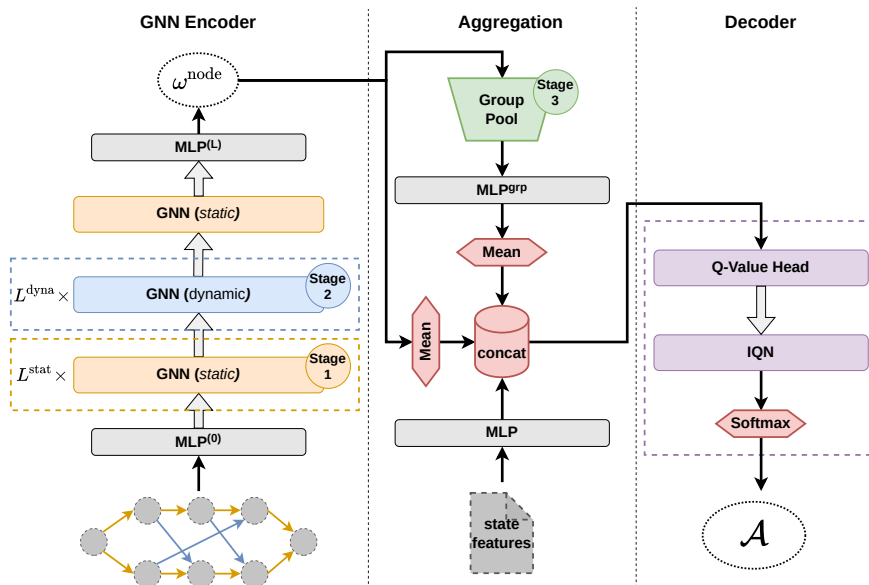 GNN Encoder
Aggregation
Decoder
ω^node
Group
Pool
Stage
3
MLP^(L)
MLP^grp
GNN (static)
Mean
Q-Value Head
L^dyna ×
GNN (dynamic)
Stage
2
Mean
concat
IQN
L^stat ×
GNN (static)
Stage
1
Softmax
MLP^(0)
MLP
state
features
𝒜